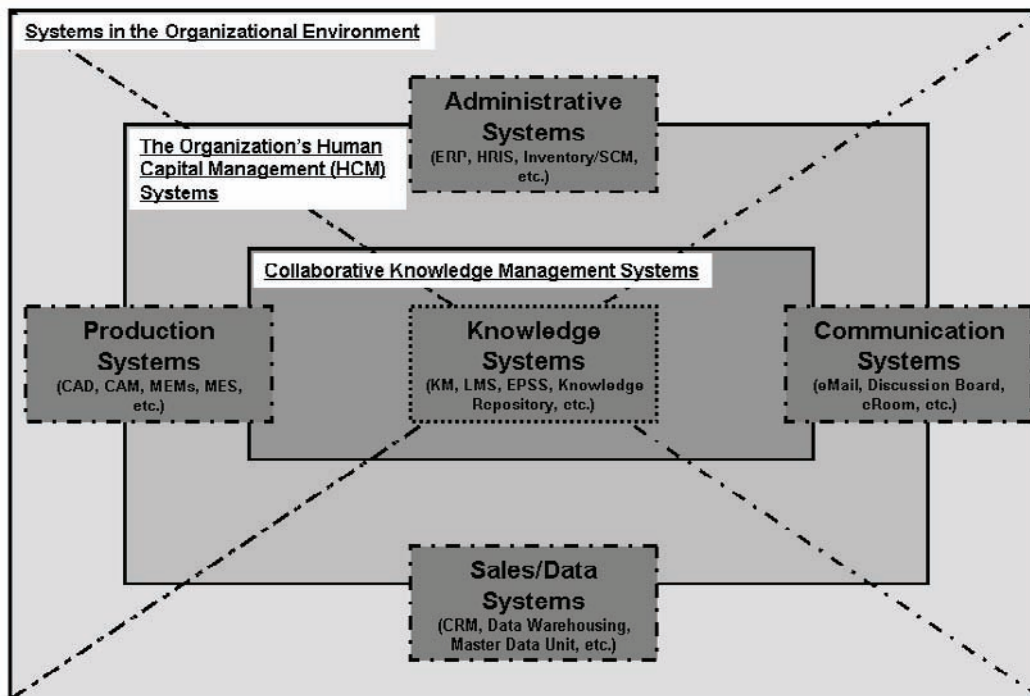 Systems in the Organizational Environment
Administrative
Systems
(ERP, HRIS, Inventory/SCM,
etc.)
The Organization's Human
Capital Management (HCM)
Systems
Collaborative Knowledge Management Systems
Production
Systems
(CAD, CAM, MEMs, MES,
etc.)
Knowledge
Systems
(KM, LMS, EPSS, Knowledge
Repository, etc.)
Communication
Systems
(eMail, Discussion Board,
eRoom, etc.)
Sales/Data
Systems
(CRM, Data Warehousing,
Master Data Unit, etc.)